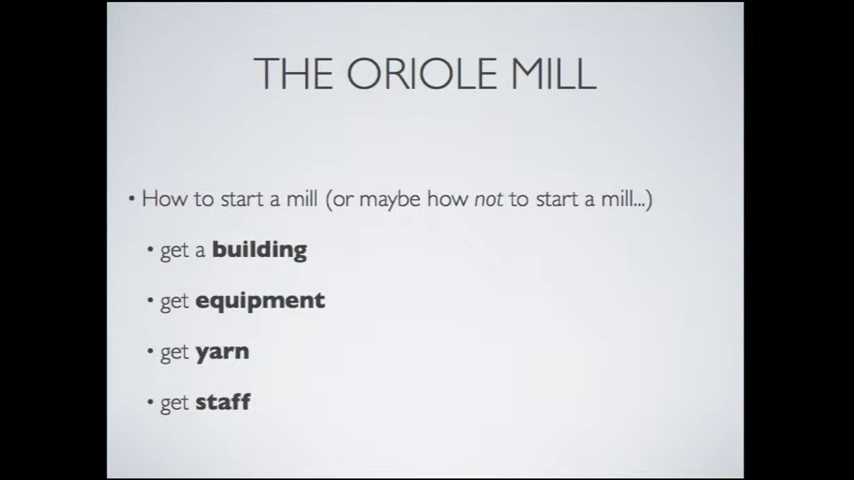 THE ORIOLE MILL
• How to start a mill (or maybe how not to start a mill...)
• get a building
• get equipment
• get yarn
• get staff